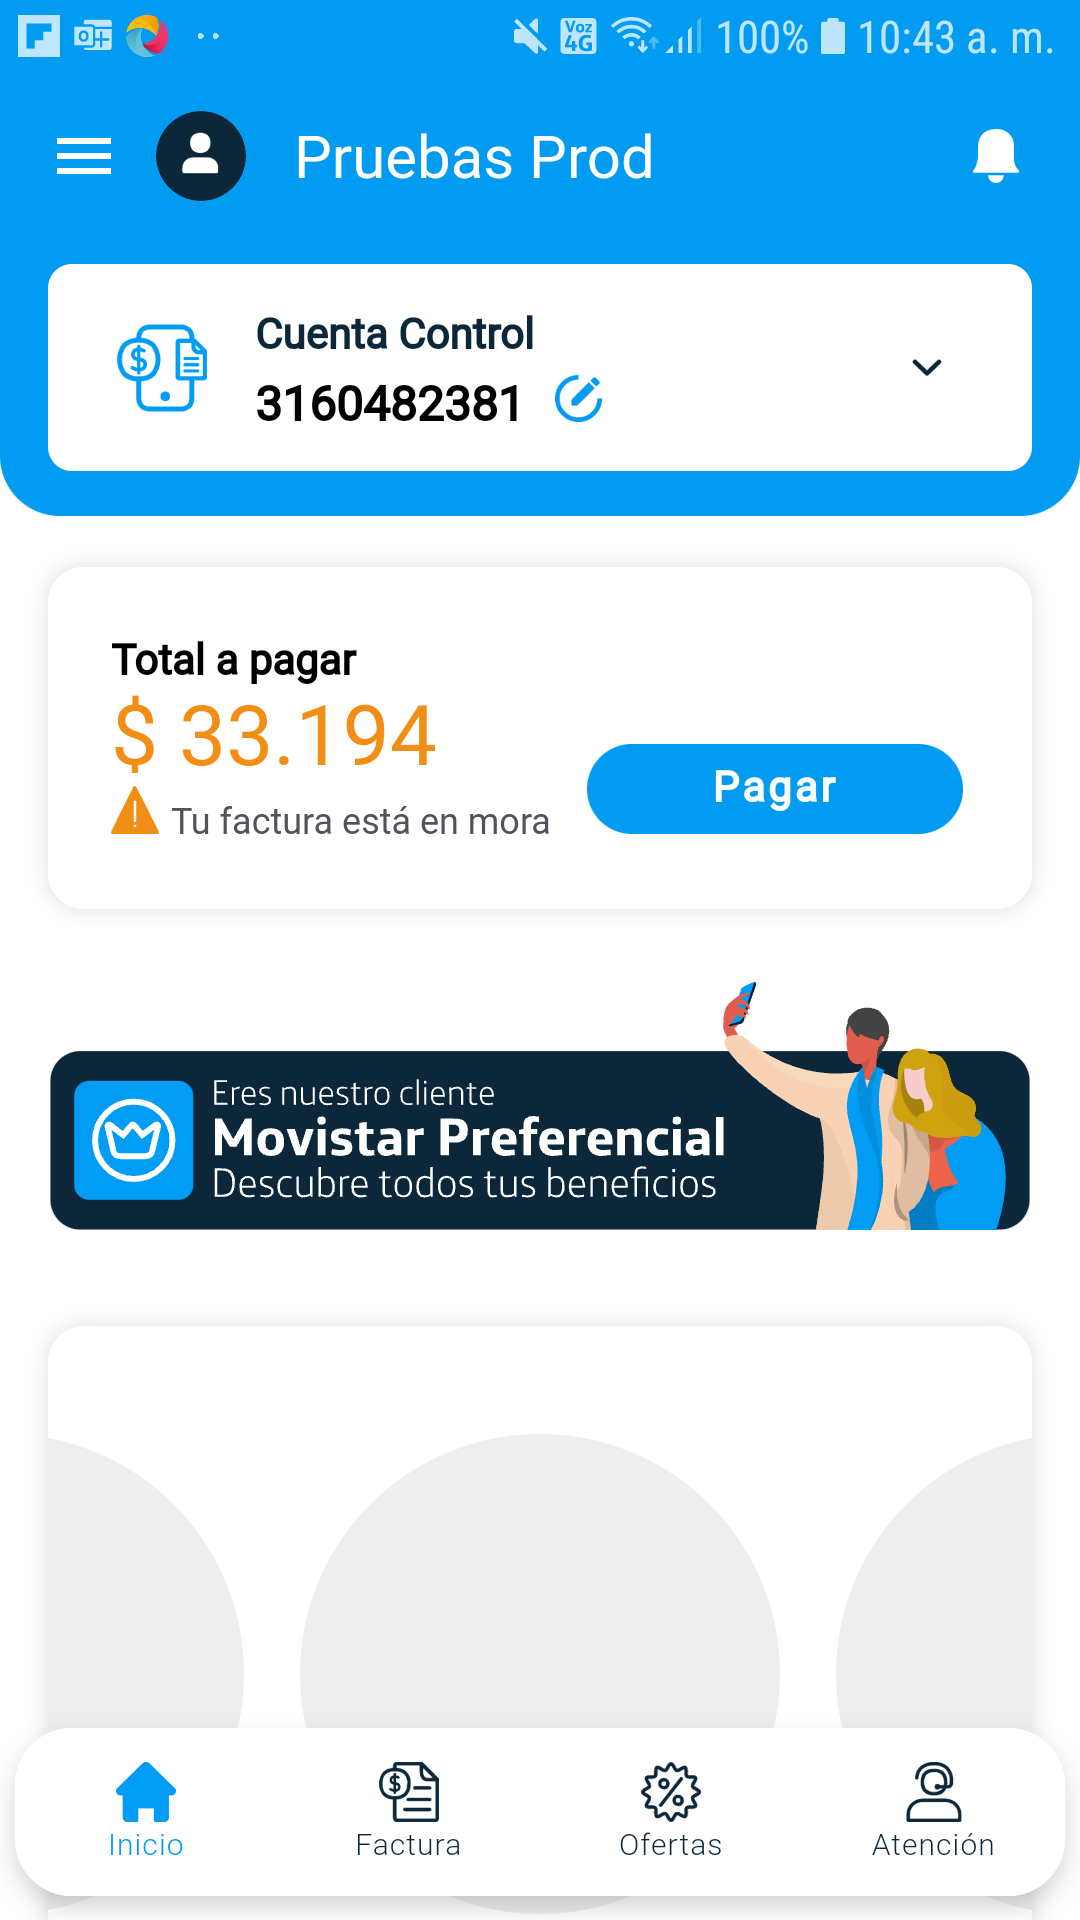 Voz 4G 100% 10:43 a. m.
Pruebas Prod
Cuenta Control
3160482381
Total a pagar
$ 33.194
Tu factura está en mora
Pagar
Eres nuestro cliente
Movistar Preferencial
Descubre todos tus beneficios
Inicio
Factura
Ofertas
Atención